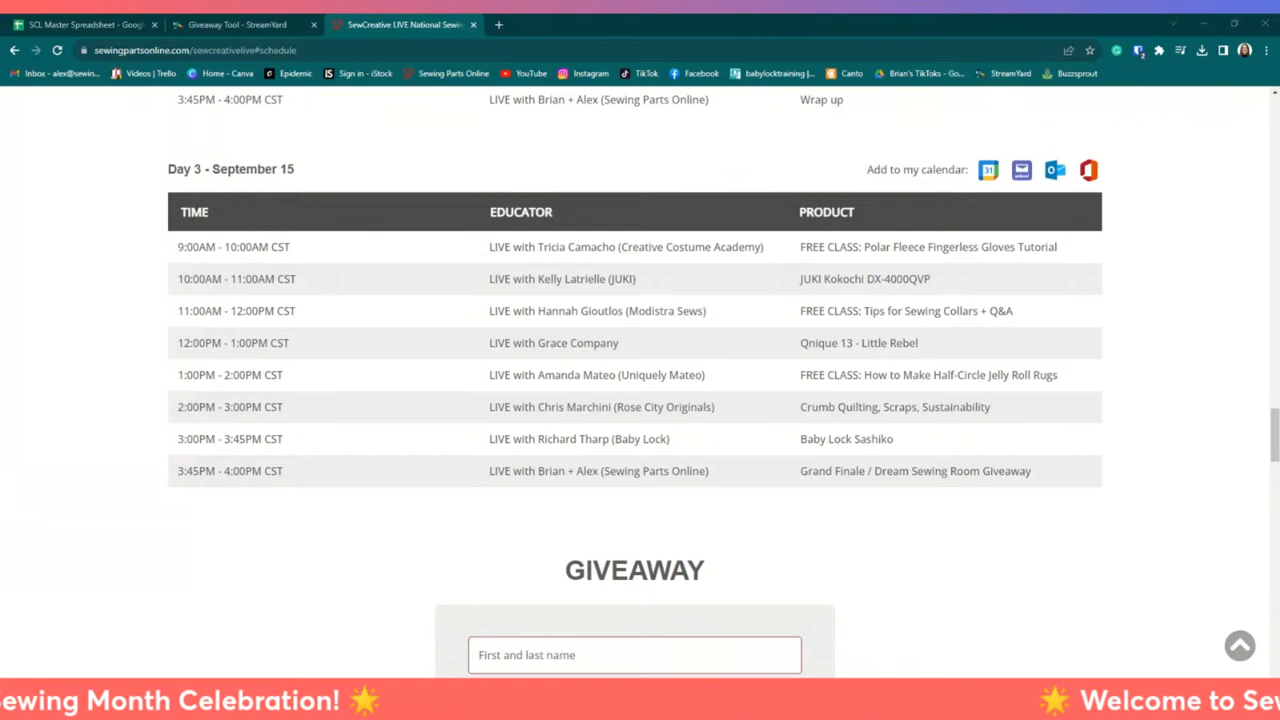 SCL Master Spreadsheet - Goog
Giveaway Tool - StreamYard
SewCreative LIVE National Sewin
sewingpartsonline.com/sewcreativelive#schedule
Inbox - alex@sewin...
Videos | Trello
Home - Canva
Epidemic
Sign in - iStock
Sewing Parts Online
YouTube
Instagram
TikTok
Facebook
babylocktraining |...
Canto
Brian's TikToks - Go...
StreamYard
Buzzsprout
3:45PM - 4:00PM CST LIVE with Brian + Alex (Sewing Parts Online) Wrap up
Day 3 - September 15 Add to my calendar:
TIME EDUCATOR PRODUCT
9:00AM - 10:00AM CST LIVE with Tricia Camacho (Creative Costume Academy) FREE CLASS: Polar Fleece Fingerless Gloves Tutorial
10:00AM - 11:00AM CST LIVE with Kelly Latrielle (JUKI) JUKI Kokochi DX-4000QVP
11:00AM - 12:00PM CST LIVE with Hannah Gioutlos (Modistra Sews) FREE CLASS: Tips for Sewing Collars + Q&A
12:00PM - 1:00PM CST LIVE with Grace Company Qnique 13 - Little Rebel
1:00PM - 2:00PM CST LIVE with Amanda Mateo (Uniquely Mateo) FREE CLASS: How to Make Half-Circle Jelly Roll Rugs
2:00PM - 3:00PM CST LIVE with Chris Marchini (Rose City Originals) Crumb Quilting, Scraps, Sustainability
3:00PM - 3:45PM CST LIVE with Richard Tharp (Baby Lock) Baby Lock Sashiko
3:45PM - 4:00PM CST LIVE with Brian + Alex (Sewing Parts Online) Grand Finale / Dream Sewing Room Giveaway
GIVEAWAY
First and last name
Sewing Month Celebration! 🌟 🌟 Welcome to Sew